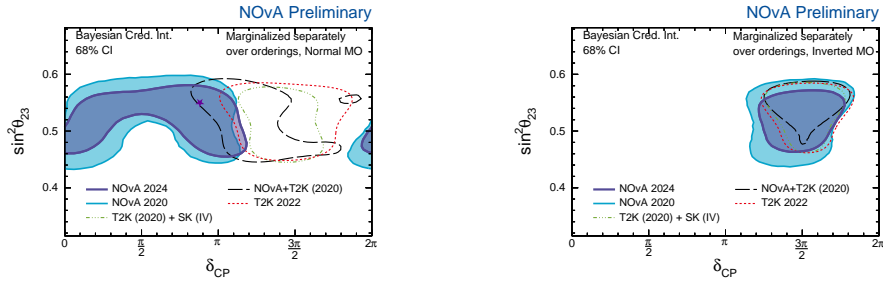 NOvA Preliminary
Bayesian Cred. Int.
68% CI
Marginalized separately
over orderings, Normal MO
sin²θ₂₃
0.6
0.5
0.4
NOvA 2024
NOvA 2020
T2K (2020) + SK (IV)
NOvA+T2K (2020)
T2K 2022
0 π/2 π 3π/2 2π
δCP
NOvA Preliminary
Bayesian Cred. Int.
68% CI
Marginalized separately
over orderings, Inverted MO
sin²θ₂₃
0.6
0.5
0.4
NOvA 2024
NOvA 2020
T2K (2020) + SK (IV)
NOvA+T2K (2020)
T2K 2022
0 π/2 π 3π/2 2π
δCP